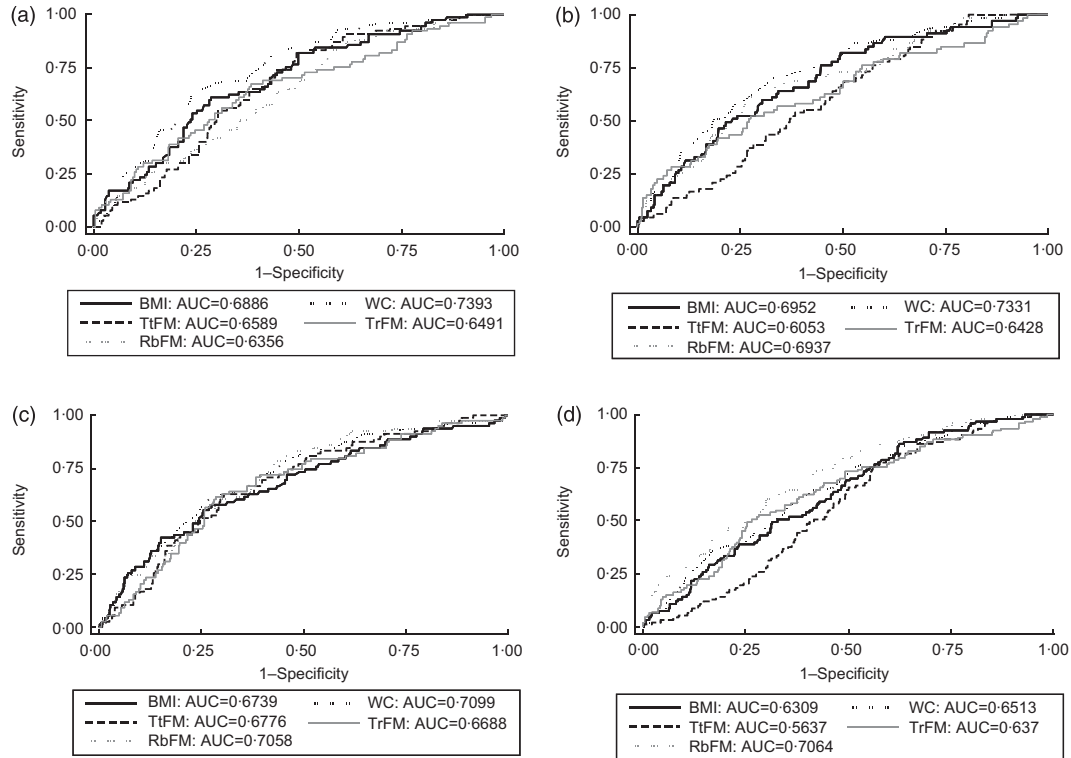 (a)
1·00
0·75
0·50
0·25
0·00
Sensitivity
0·00 0·25 0·50 0·75 1·00
1–Specificity
BMI: AUC=0·6886 WC: AUC=0·7393
TtFM: AUC=0·6589 TrFM: AUC=0·6491
RbFM: AUC=0·6356
(b)
1·00
0·75
0·50
0·25
0·00
Sensitivity
0·00 0·25 0·50 0·75 1·00
1–Specificity
BMI: AUC=0·6952 WC: AUC=0·7331
TtFM: AUC=0·6053 TrFM: AUC=0·6428
RbFM: AUC=0·6937
(c)
1·00
0·75
0·50
0·25
0·00
Sensitivity
0·00 0·25 0·50 0·75 1·00
1–Specificity
BMI: AUC=0·6739 WC: AUC=0·7099
TtFM: AUC=0·6776 TrFM: AUC=0·6688
RbFM: AUC=0·7058
(d)
1·00
0·75
0·50
0·25
0·00
Sensitivity
0·00 0·25 0·50 0·75 1·00
1–Specificity
BMI: AUC=0·6309 WC: AUC=0·6513
TtFM: AUC=0·5637 TrFM: AUC=0·637
RbFM: AUC=0·7064